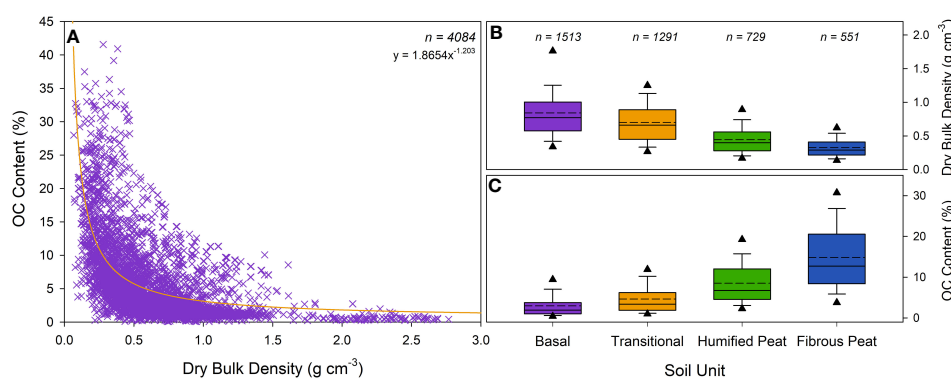 A
n = 4084
y = 1.8654x^-1.203
45
40
35
30
25
20
15
10
5
0
OC Content (%)
0.0 0.5 1.0 1.5 2.0 2.5 3.0
Dry Bulk Density (g cm^-3)
B
n = 1513 n = 1291 n = 729 n = 551
2.0
1.5
1.0
0.5
0.0
Dry Bulk Density (g cm^-3)
C
30
20
10
0
OC Content (%)
Basal Transitional Humified Peat Fibrous Peat
Soil Unit